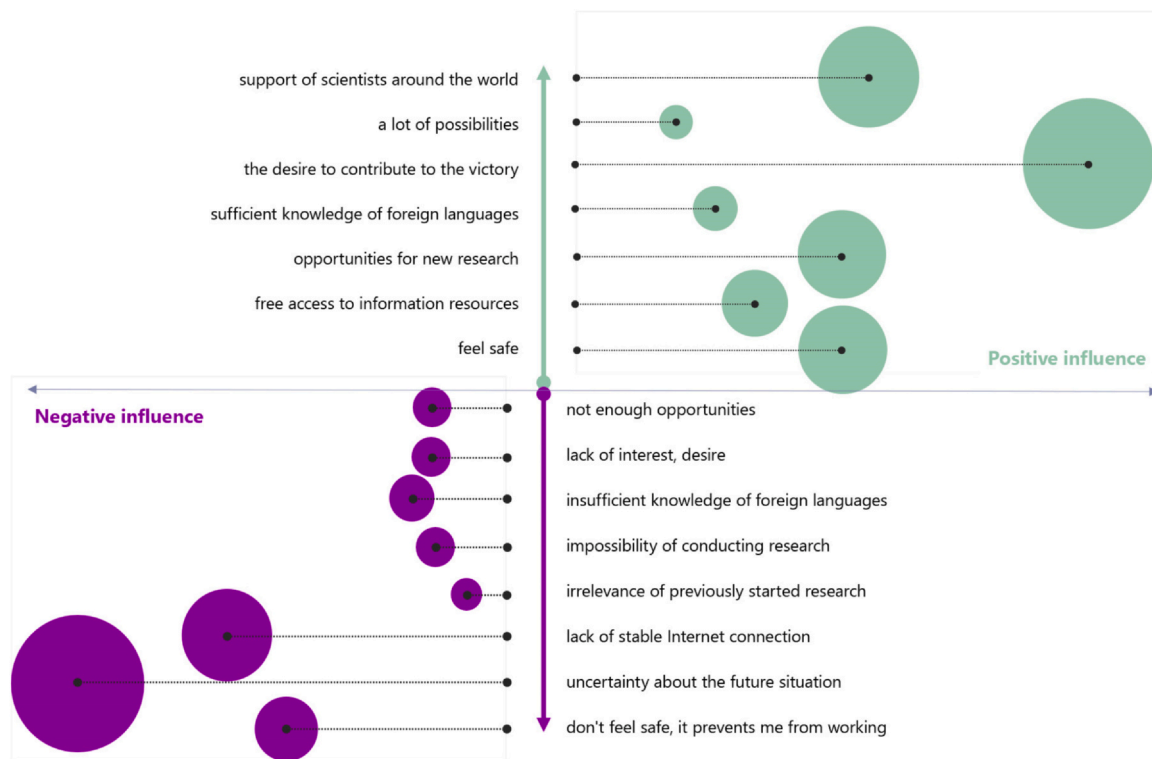 support of scientists around the world
a lot of possibilities
the desire to contribute to the victory
sufficient knowledge of foreign languages
opportunities for new research
free access to information resources
feel safe
Positive influence
Negative influence
not enough opportunities
lack of interest, desire
insufficient knowledge of foreign languages
impossibility of conducting research
irrelevance of previously started research
lack of stable Internet connection
uncertainty about the future situation
don't feel safe, it prevents me from working